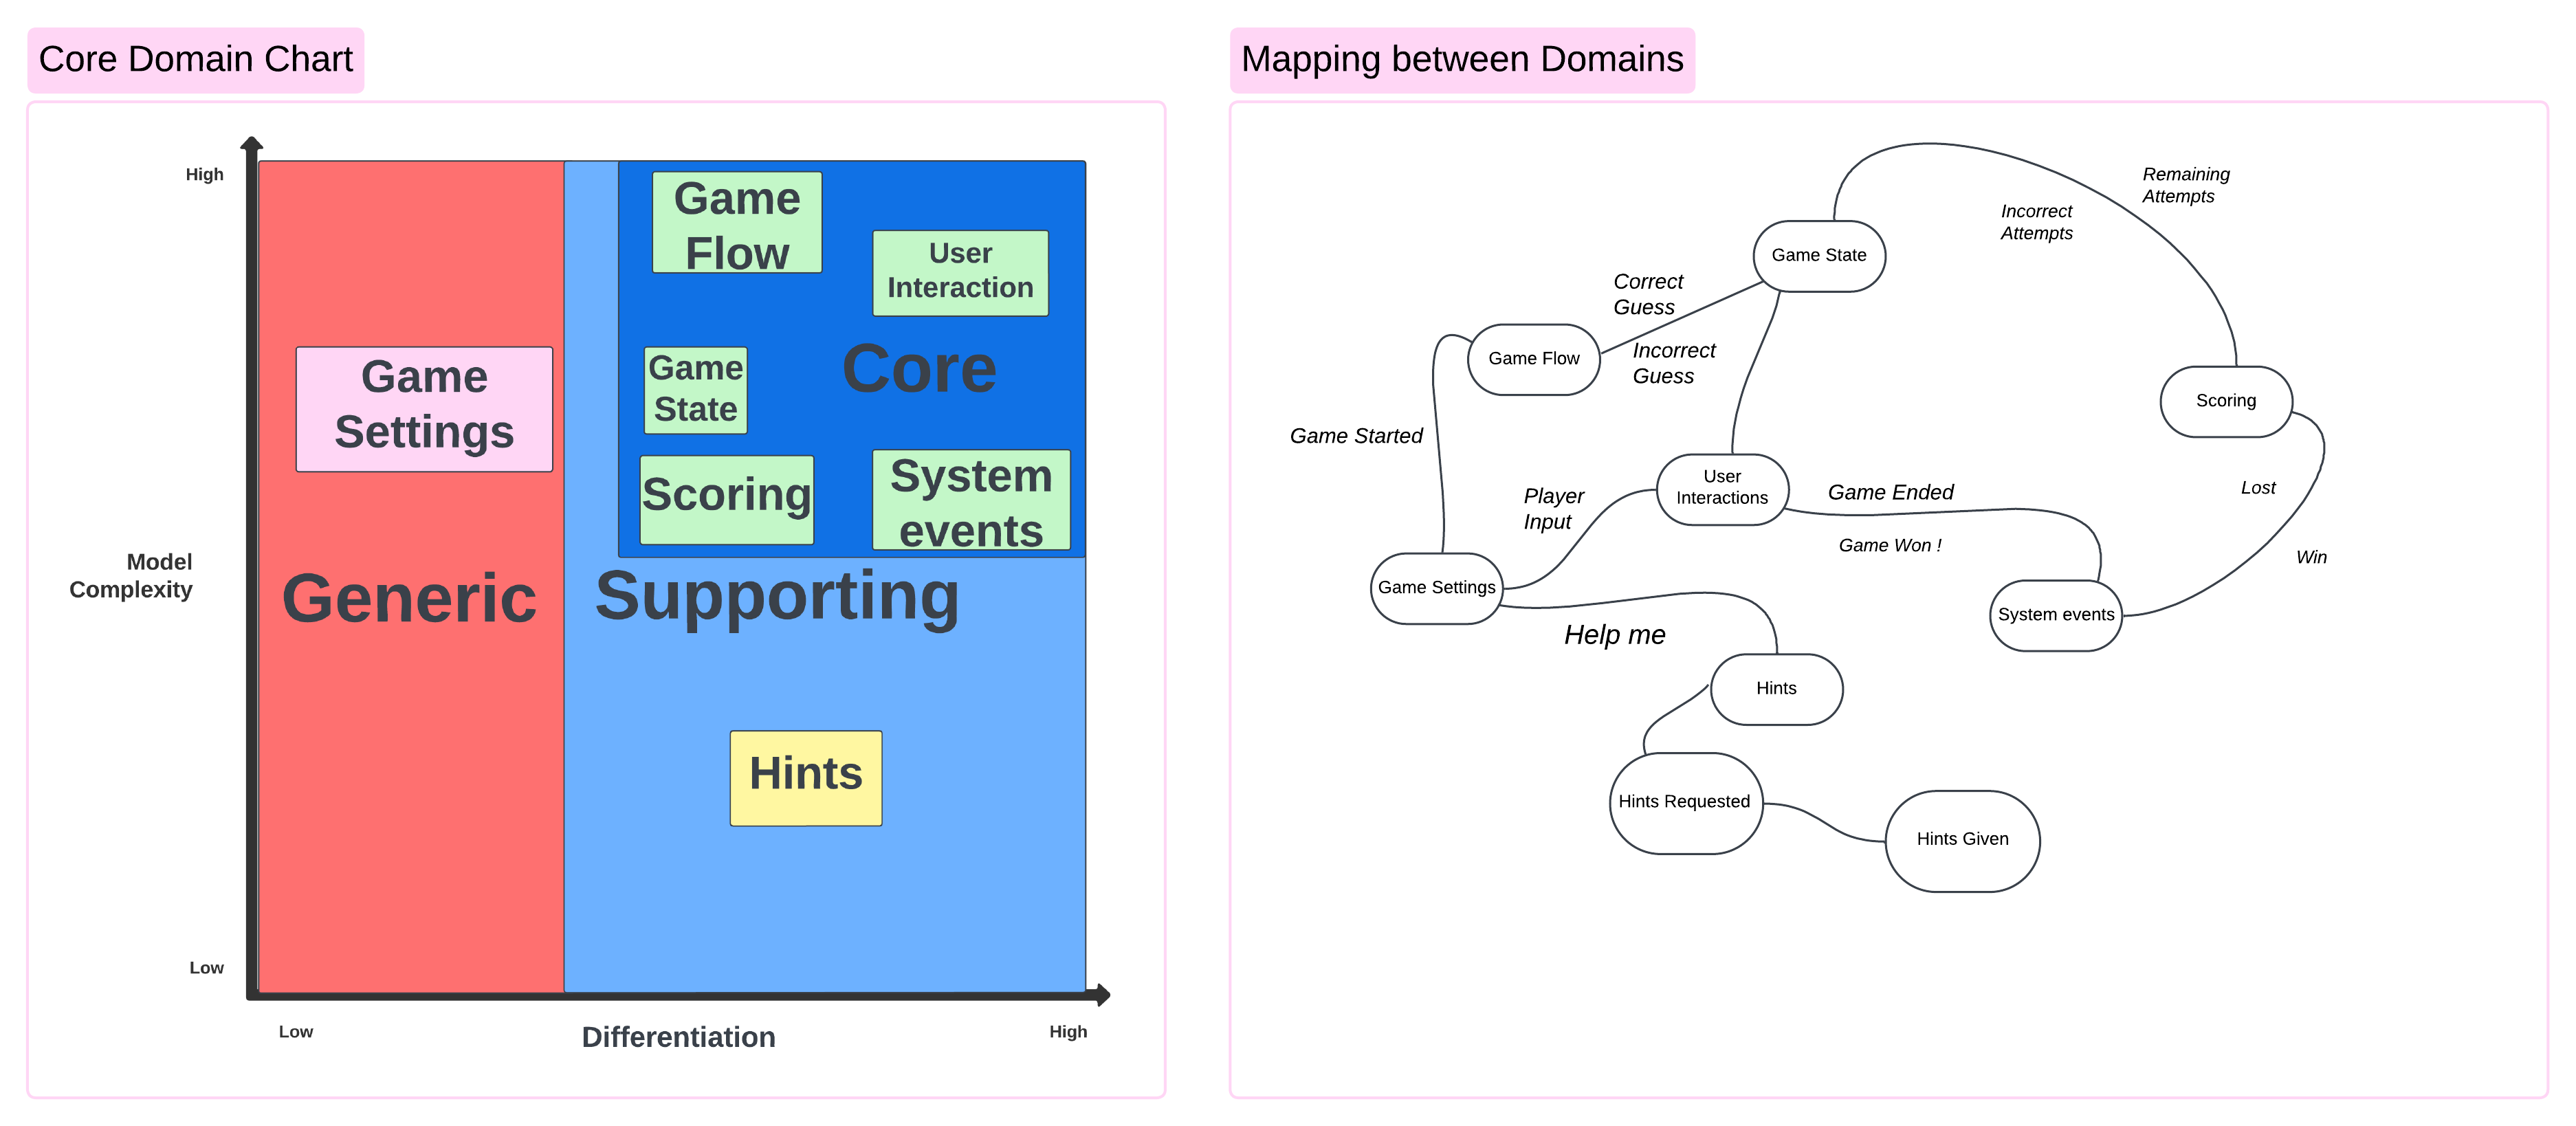 Core Domain Chart
High
Game
Flow
User
Interaction
Game
Settings
Game
State
Core
Scoring
System
events
Model
Complexity
Generic
Supporting
Hints
Low
Low
Differentiation
High
Mapping between Domains
Remaining
Attempts
Incorrect
Attempts
Game State
Correct
Guess
Game Flow
Incorrect
Guess
Scoring
Game Started
User
Interactions
Player
Input
Game Ended
Lost
Game Won !
Win
Game Settings
System events
Help me
Hints
Hints Requested
Hints Given